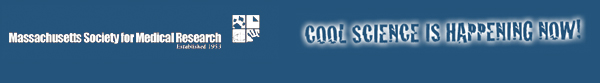 Massachusetts Society for Medical Research
Established 1953
COOL SCIENCE IS HAPPENING NOW!